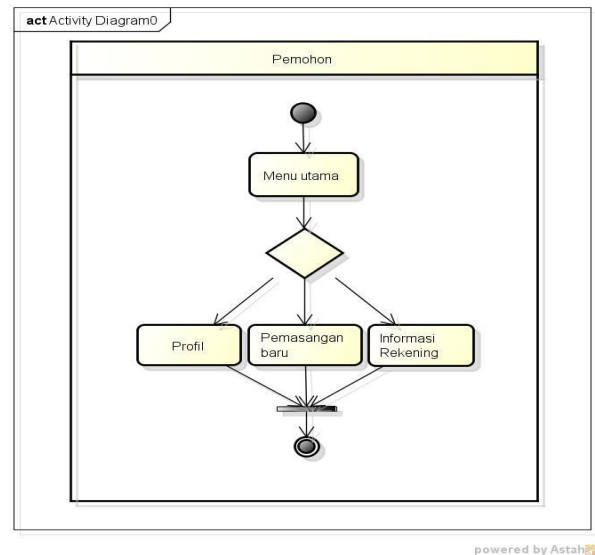 act Activity Diagram0
Pemohon
Menu utama
Profil
Pemasangan
baru
Informasi
Rekening
powered by Astah